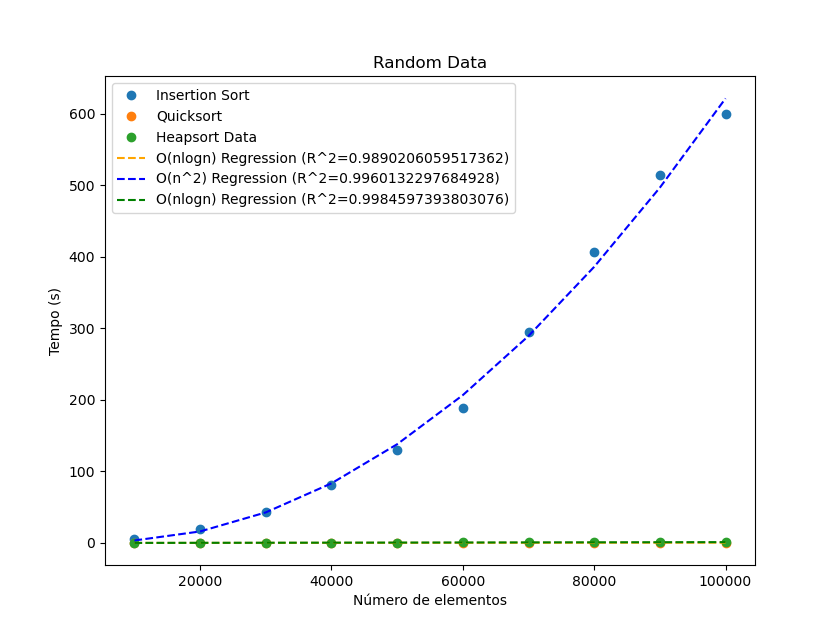 Random Data
Insertion Sort
Quicksort
Heapsort Data
O(nlogn) Regression (R^2=0.9890206059517362)
O(n^2) Regression (R^2=0.9960132297684928)
O(nlogn) Regression (R^2=0.9984597393803076)
Tempo (s)
600
500
400
300
200
100
0
20000
40000
60000
80000
100000
Número de elementos